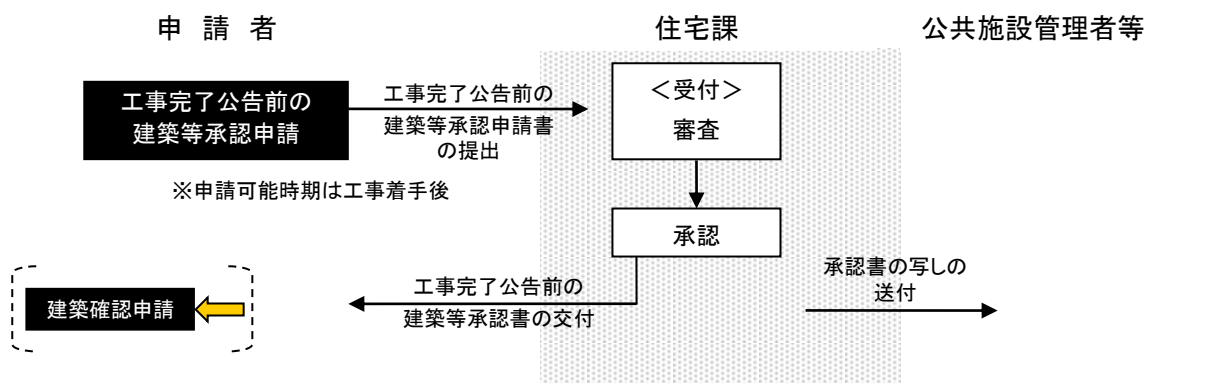 申 請 者
住宅課
公共施設管理者等
工事完了公告前の
建築等承認申請
工事完了公告前の
建築等承認申請書
の提出
＜受付＞
審査
※申請可能時期は工事着手後
承認
工事完了公告前の
建築等承認書の交付
承認書の写しの
送付
建築確認申請